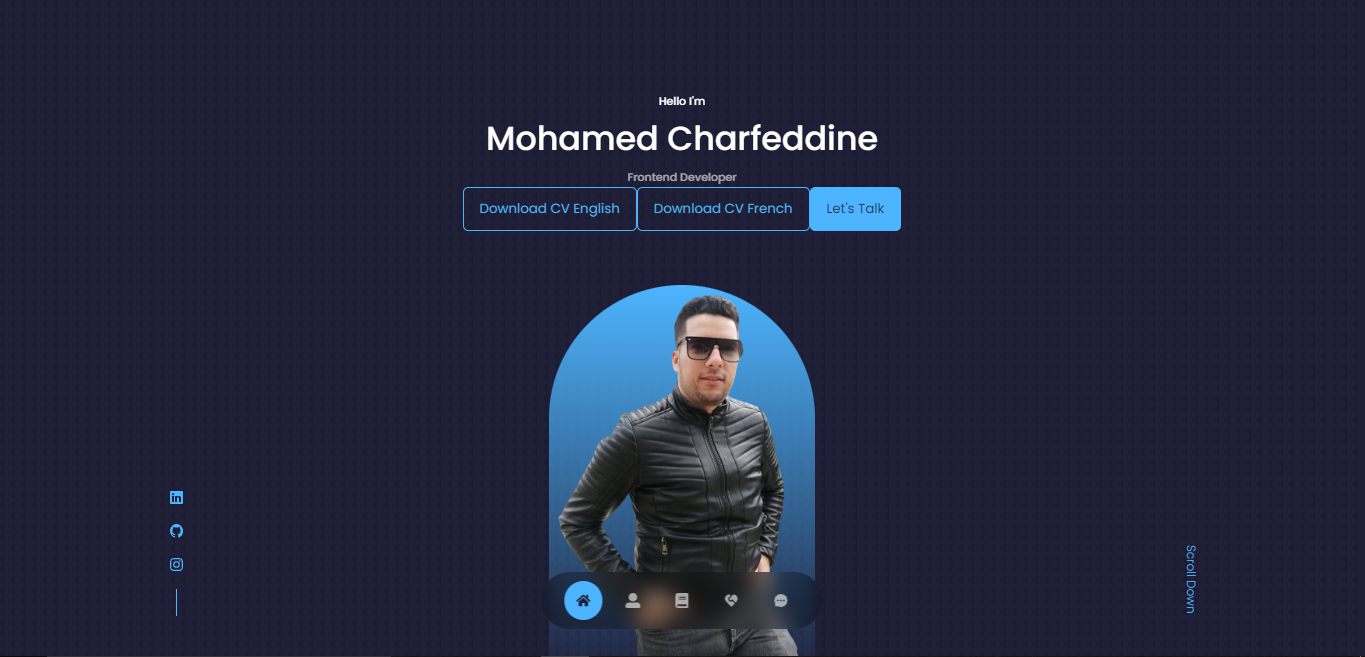 Hello I'm
Mohamed Charfeddine
Frontend Developer
Download CV English
Download CV French
Let's Talk
Scroll Down